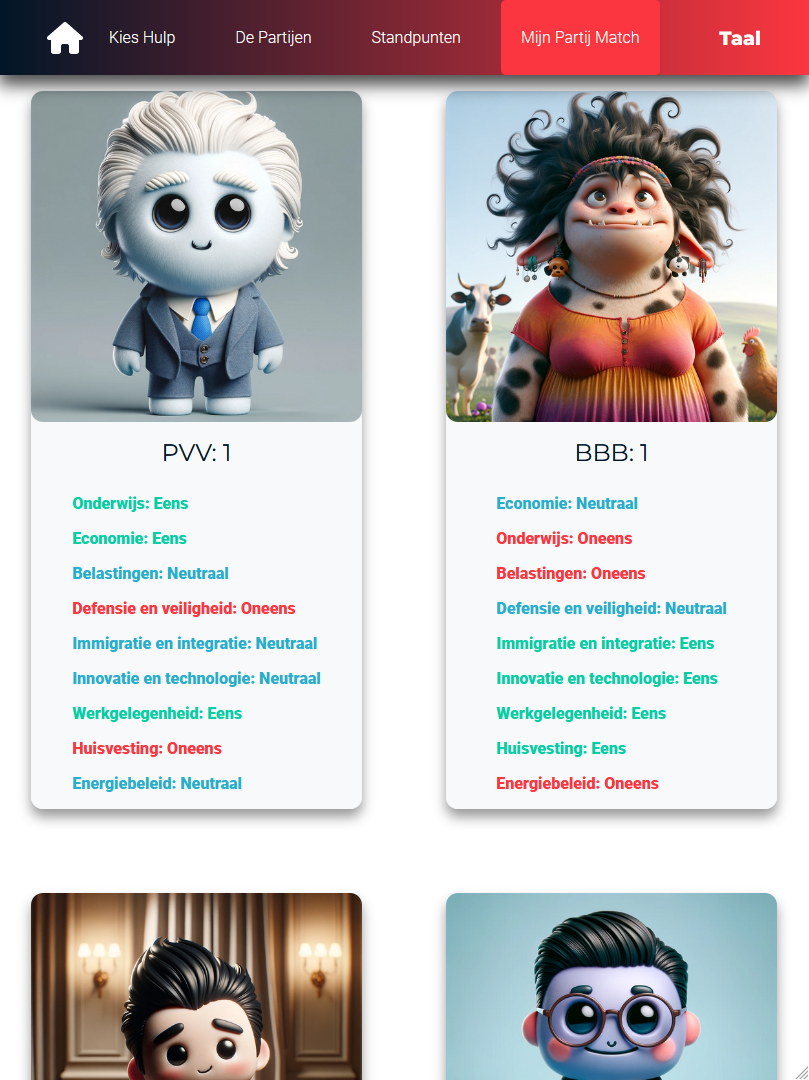 Kies Hulp
De Partijen
Standpunten
Mijn Partij Match
Taal
PVV: 1
Onderwijs: Eens
Economie: Eens
Belastingen: Neutraal
Defensie en veiligheid: Oneens
Immigratie en integratie: Neutraal
Innovatie en technologie: Neutraal
Werkgelegenheid: Eens
Huisvesting: Oneens
Energiebeleid: Neutraal
BBB: 1
Economie: Neutraal
Onderwijs: Oneens
Belastingen: Oneens
Defensie en veiligheid: Neutraal
Immigratie en integratie: Eens
Innovatie en technologie: Eens
Werkgelegenheid: Eens
Huisvesting: Eens
Energiebeleid: Oneens